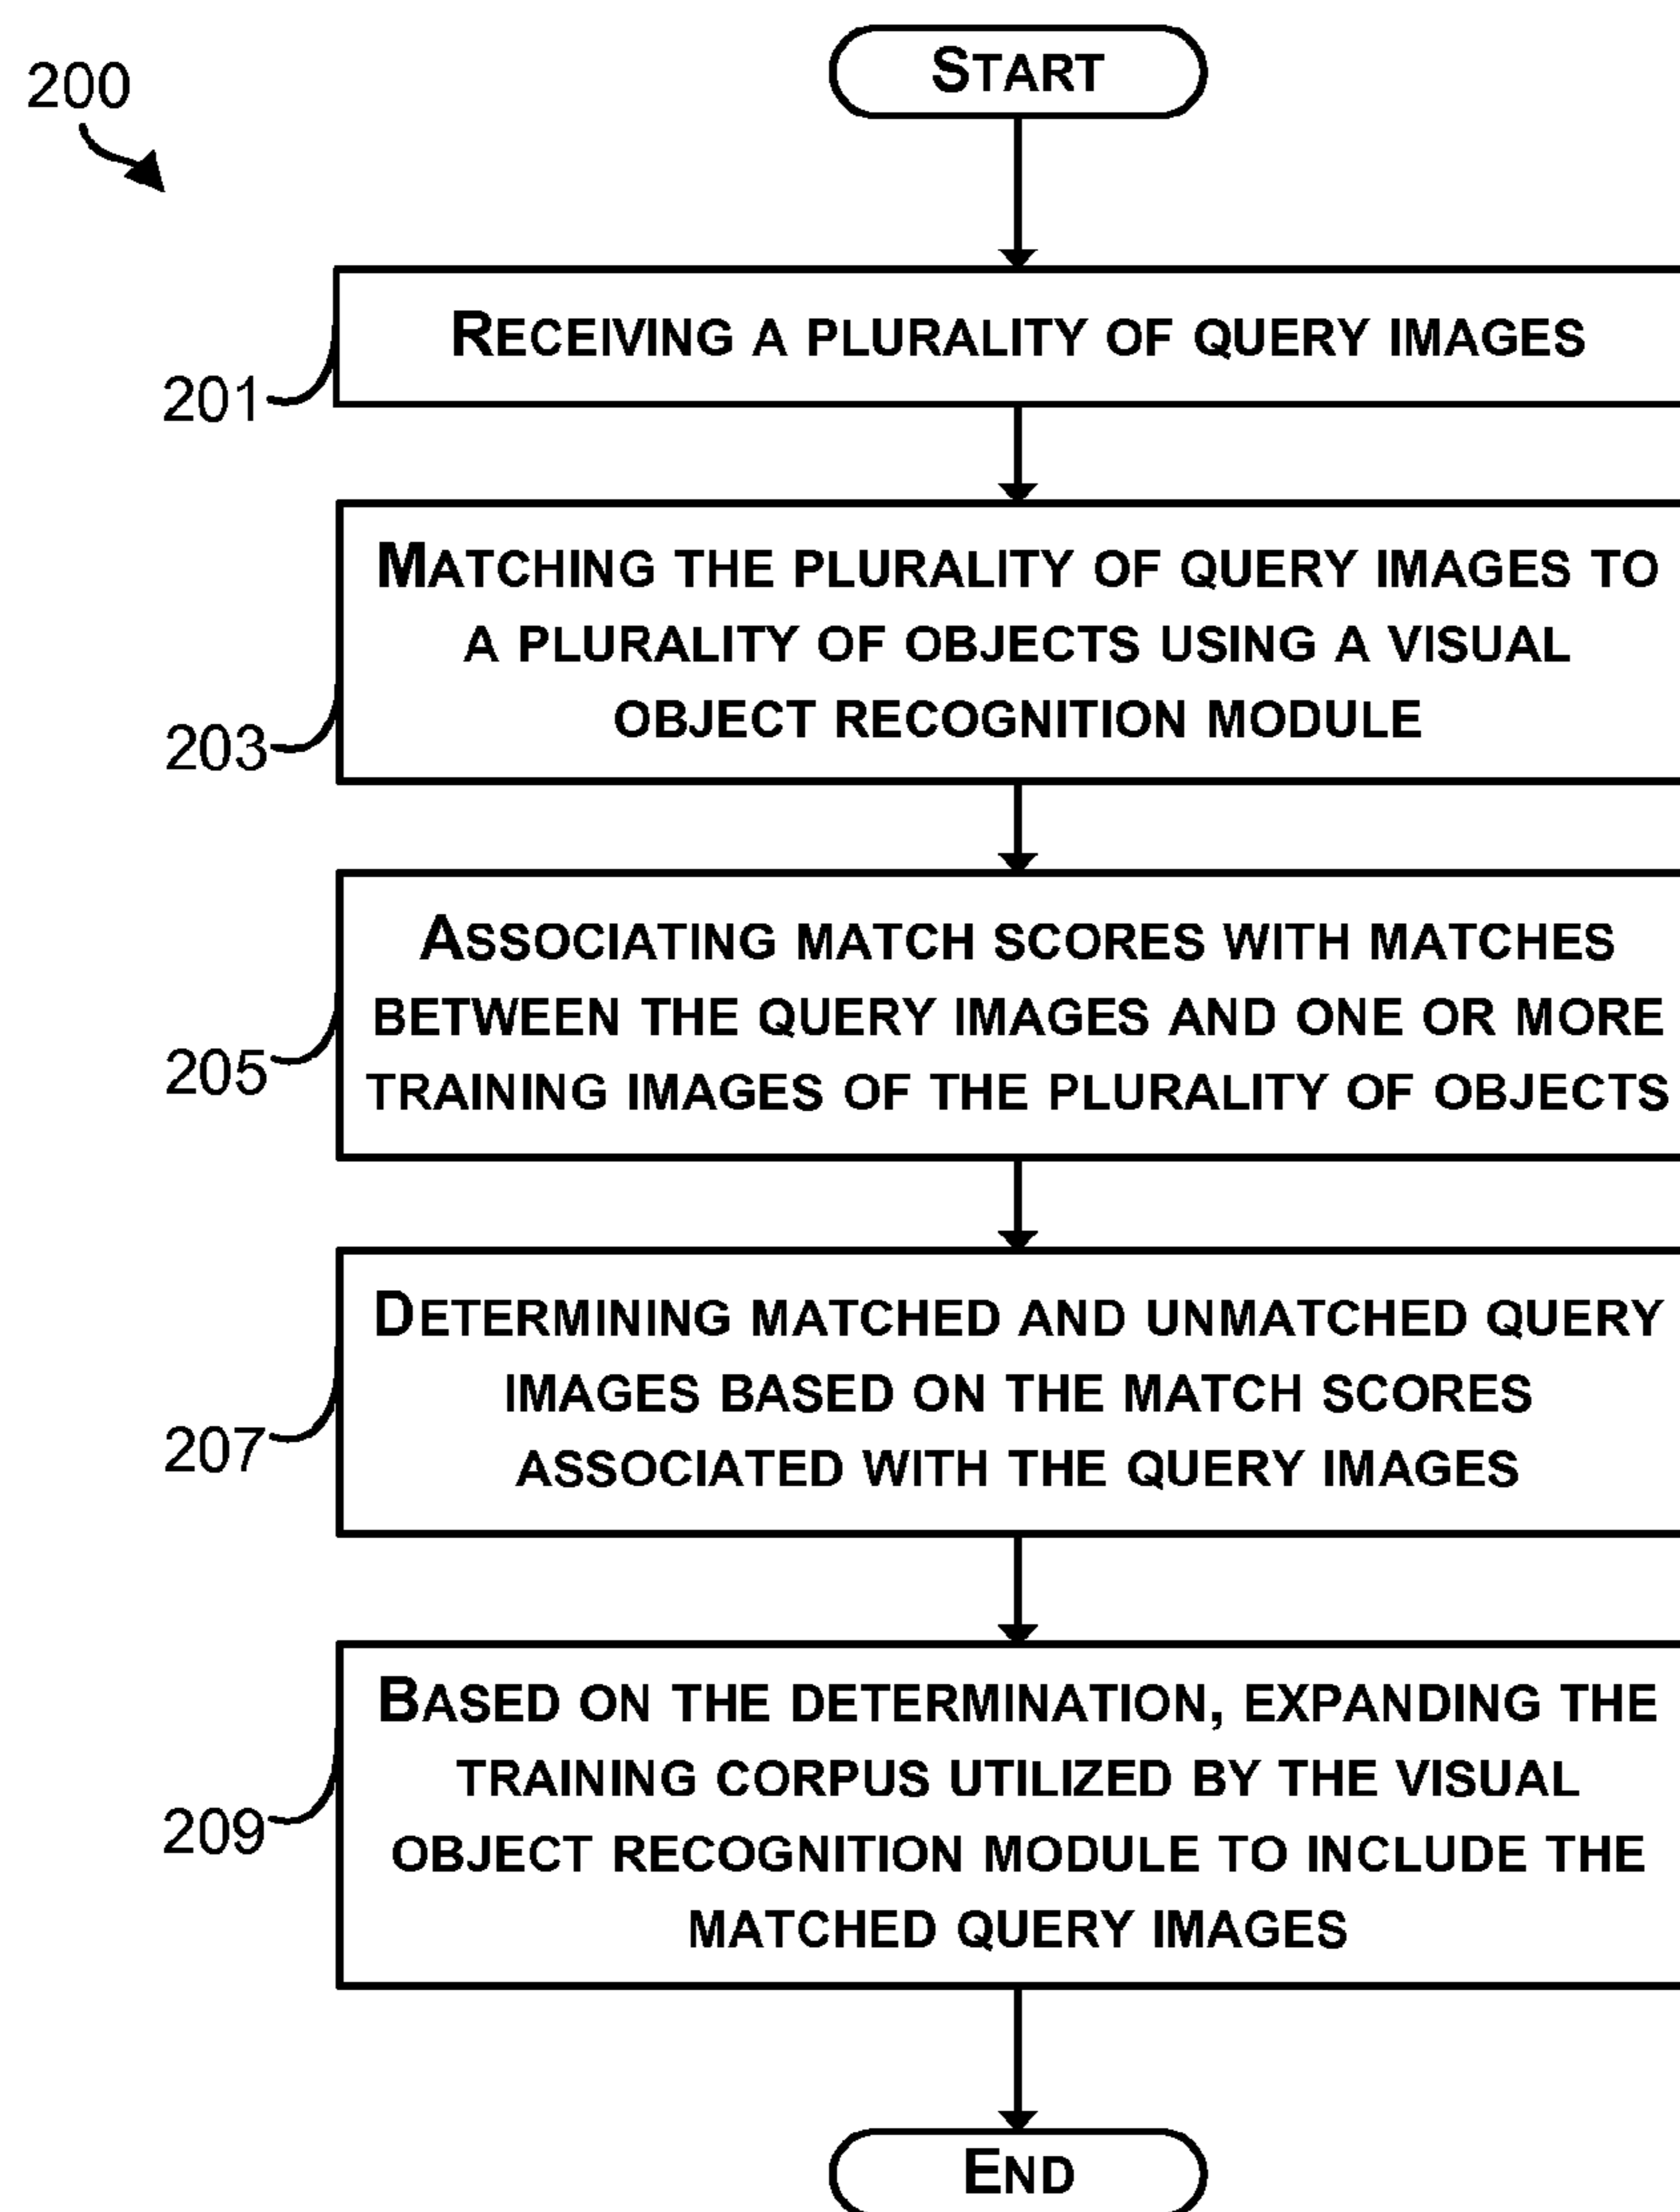 200
START
RECEIVING A PLURALITY OF QUERY IMAGES
201
MATCHING THE PLURALITY OF QUERY IMAGES TO
A PLURALITY OF OBJECTS USING A VISUAL
OBJECT RECOGNITION MODULE
203
ASSOCIATING MATCH SCORES WITH MATCHES
BETWEEN THE QUERY IMAGES AND ONE OR MORE
TRAINING IMAGES OF THE PLURALITY OF OBJECTS
205
DETERMINING MATCHED AND UNMATCHED QUERY
IMAGES BASED ON THE MATCH SCORES
ASSOCIATED WITH THE QUERY IMAGES
207
BASED ON THE DETERMINATION, EXPANDING THE
TRAINING CORPUS UTILIZED BY THE VISUAL
OBJECT RECOGNITION MODULE TO INCLUDE THE
MATCHED QUERY IMAGES
209
END